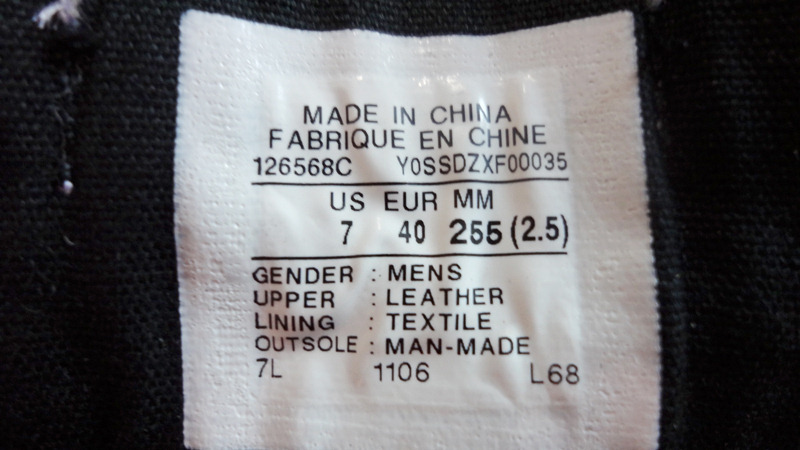 MADE IN CHINA
FABRIQUE EN CHINE
126568C Y0SSDZXF00035
US EUR MM
7 40 255 (2.5)
GENDER : MENS
UPPER : LEATHER
LINING : TEXTILE
OUTSOLE : MAN-MADE
7L 1106 L68